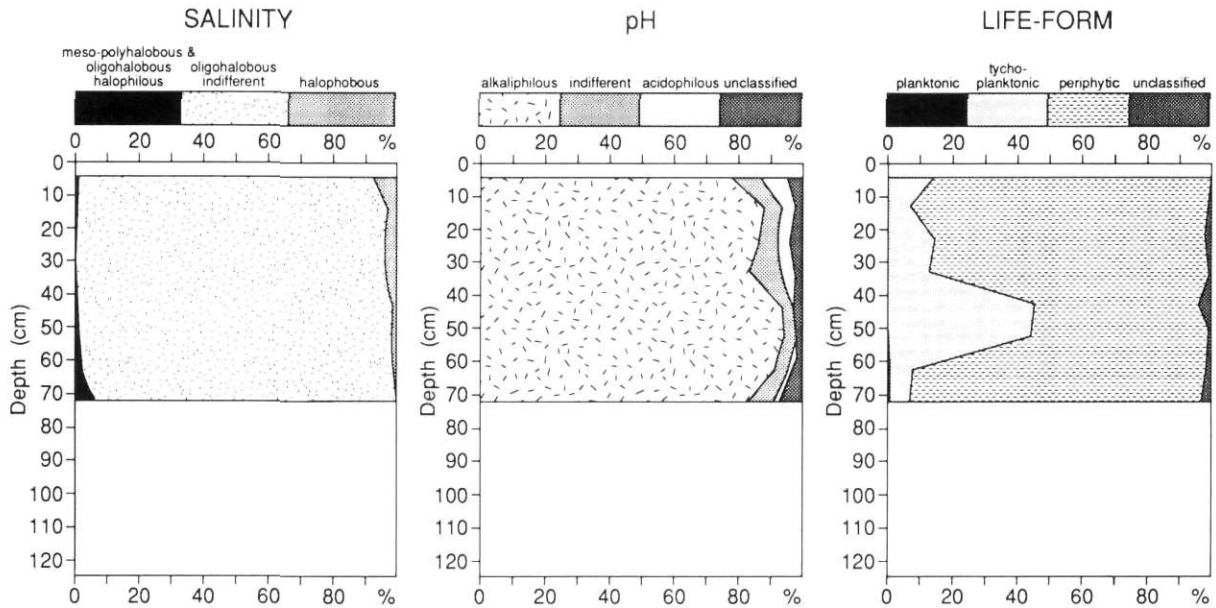 SALINITY
meso-polyhalobous &
oligohalobous
halophilous
oligohalobous
indifferent
halophobous
0 20 40 60 80 %
Depth (cm)
0
10
20
30
40
50
60
70
80
90
100
110
120
0 20 40 60 80 %
pH
alkaliphilous indifferent acidophilous unclassified
0 20 40 60 80 %
Depth (cm)
0
10
20
30
40
50
60
70
80
90
100
110
120
0 20 40 60 80 %
LIFE-FORM
planktonic
tycho-
planktonic
periphytic
unclassified
0 20 40 60 80 %
Depth (cm)
0
10
20
30
40
50
60
70
80
90
100
110
120
0 20 40 60 80 %